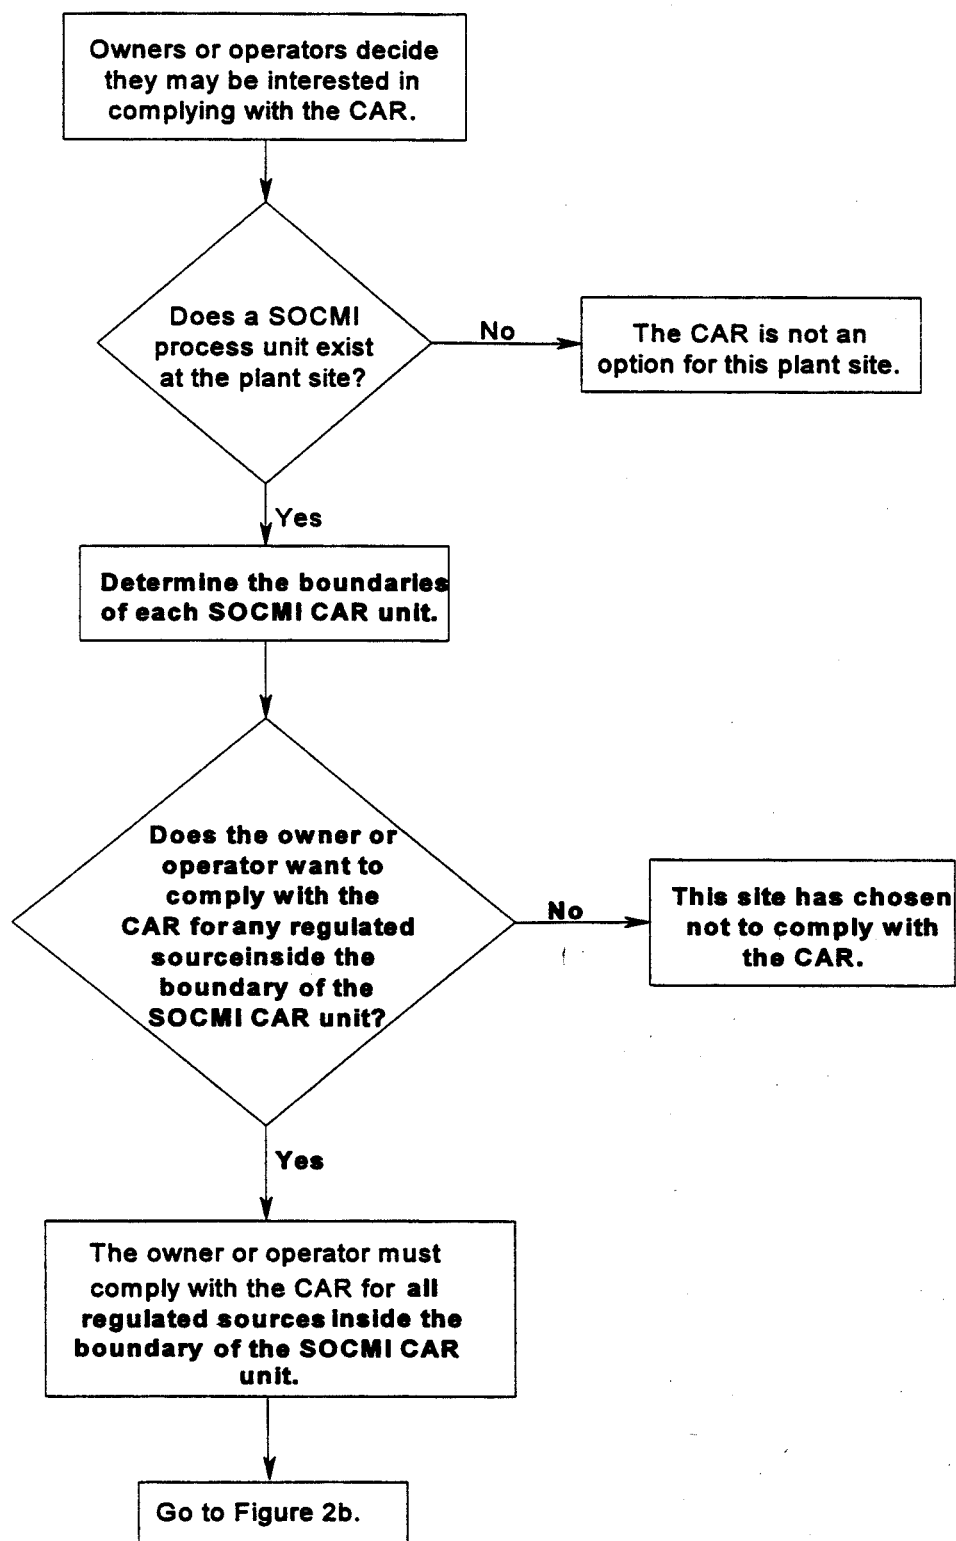 Owners or operators decide
they may be interested in
complying with the CAR.
Does a SOCMI
process unit exist
at the plant site?
No
The CAR is not an
option for this plant site.
Yes
Determine the boundaries
of each SOCMI CAR unit.
Does the owner or
operator want to
comply with the
CAR for any regulated
sourceinside the
boundary of the
SOCMI CAR unit?
No
This site has chosen
not to comply with
the CAR.
Yes
The owner or operator must
comply with the CAR for all
regulated sources inside the
boundary of the SOCMI CAR
unit.
Go to Figure 2b.